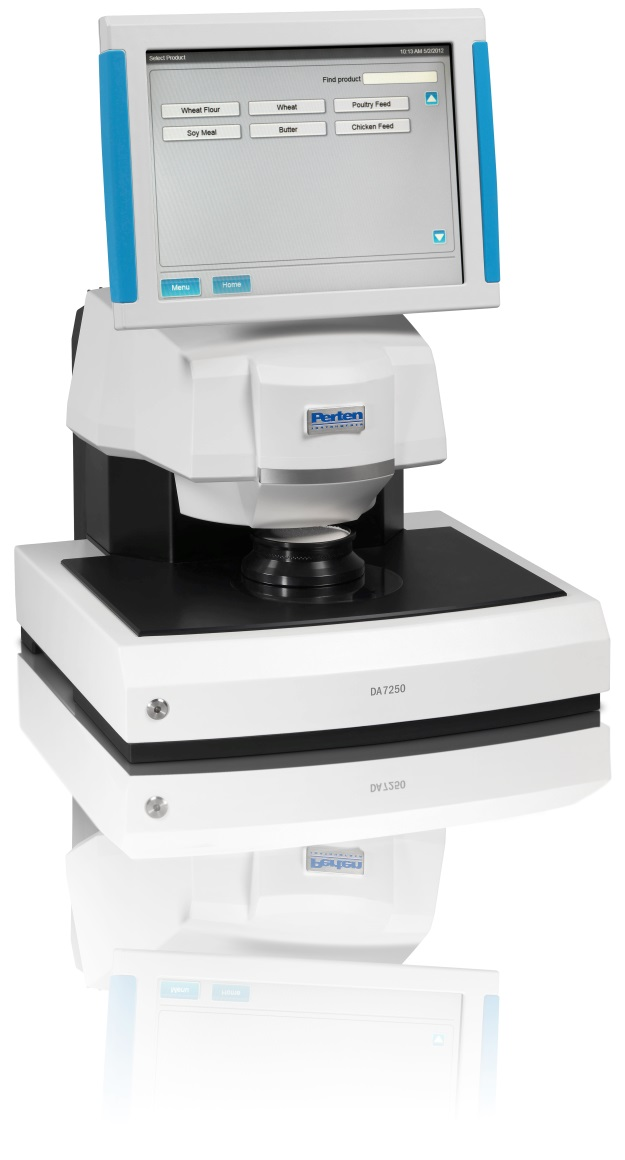 Select Product 10:13 AM 5/2/2012
Find product
Wheat Flour Wheat Poultry Feed
Soy Meal Butter Chicken Feed
Menu Home
Perten
INSTRUMENTS
DA7250